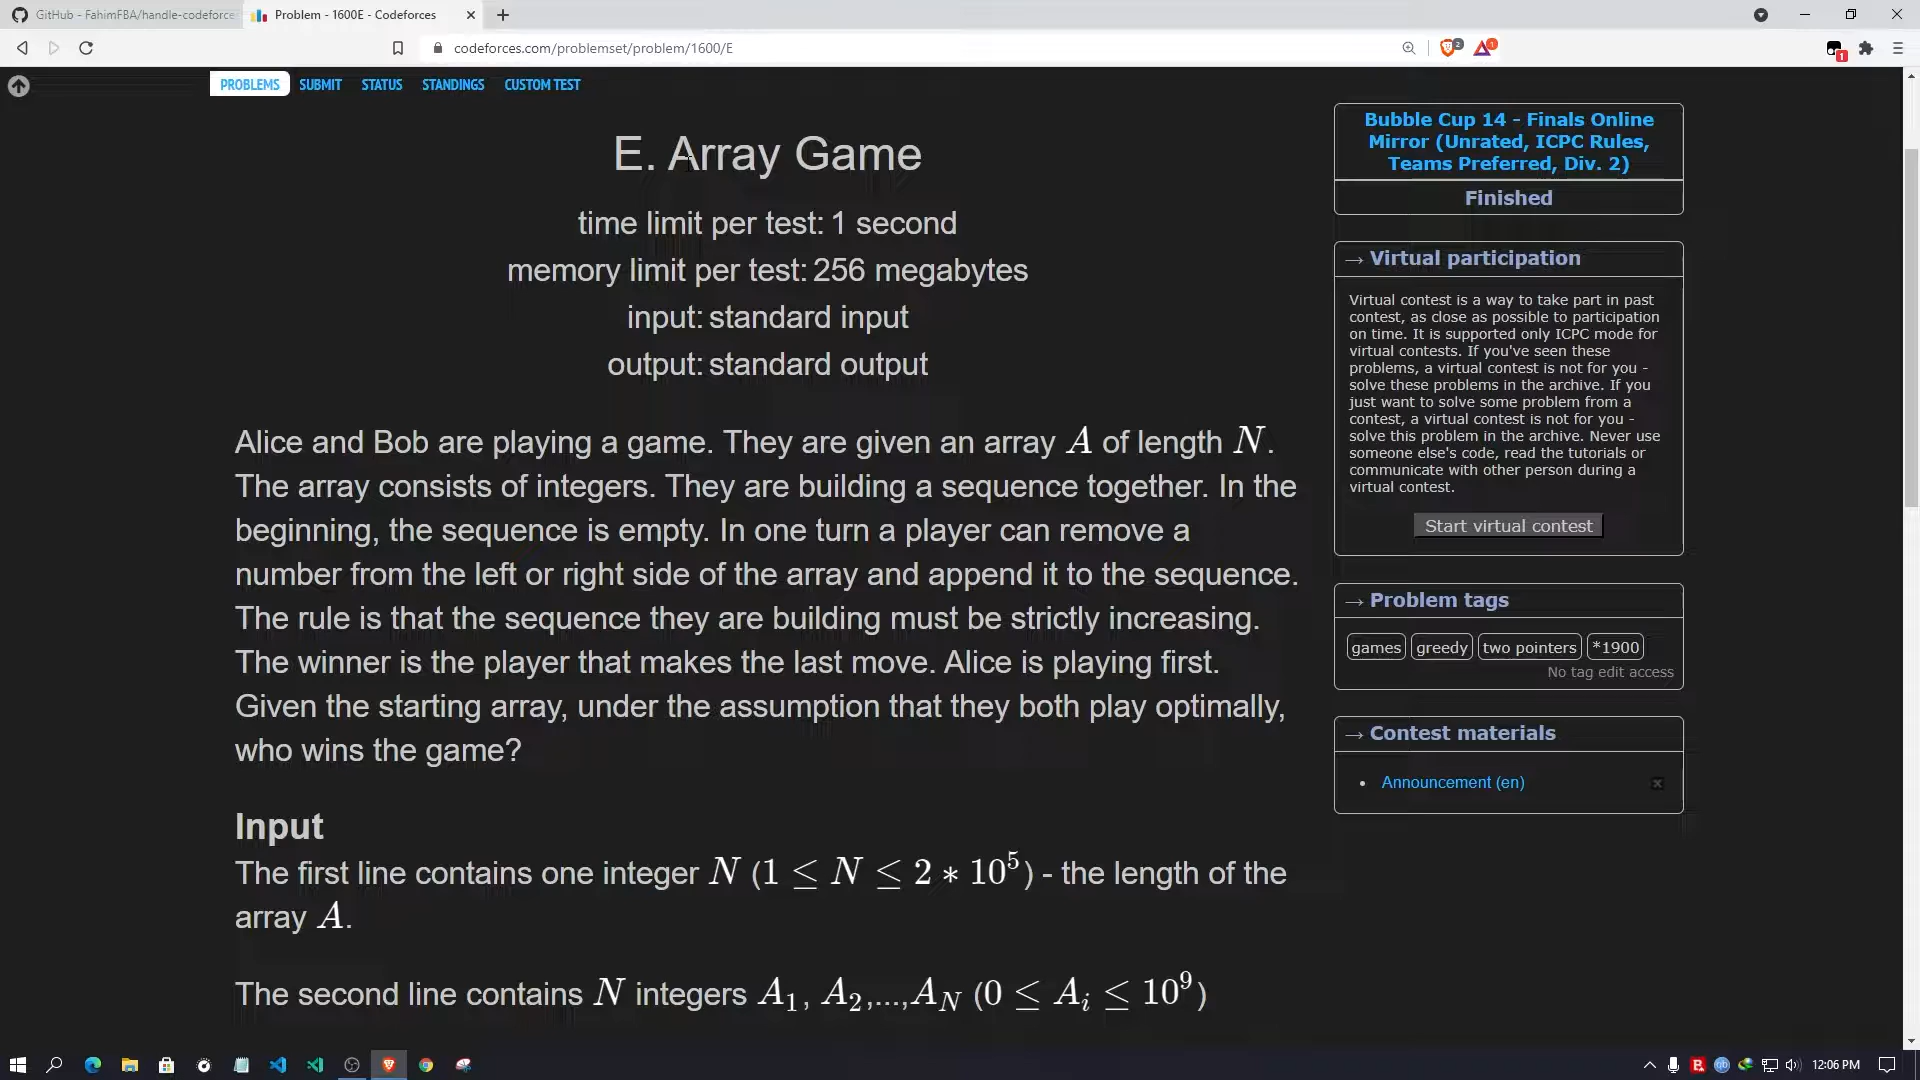 GitHub - FahimFBA/handle-codeforce
Problem - 1600E - Codeforces
codeforces.com/problemset/problem/1600/E
2
1
1
PROBLEMS SUBMIT STATUS STANDINGS CUSTOM TEST
E. Array Game
time limit per test: 1 second
memory limit per test: 256 megabytes
input: standard input
output: standard output
Alice and Bob are playing a game. They are given an array A of length N.
The array consists of integers. They are building a sequence together. In the
beginning, the sequence is empty. In one turn a player can remove a
number from the left or right side of the array and append it to the sequence.
The rule is that the sequence they are building must be strictly increasing.
The winner is the player that makes the last move. Alice is playing first.
Given the starting array, under the assumption that they both play optimally,
who wins the game?
Input
The first line contains one integer N (1 ≤ N ≤ 2 * 10^5) - the length of the
array A.
The second line contains N integers A_1, A_2,...,A_N (0 ≤ A_i ≤ 10^9)
Bubble Cup 14 - Finals Online
Mirror (Unrated, ICPC Rules,
Teams Preferred, Div. 2)
Finished
→ Virtual participation
Virtual contest is a way to take part in past
contest, as close as possible to participation
on time. It is supported only ICPC mode for
virtual contests. If you've seen these
problems, a virtual contest is not for you -
solve these problems in the archive. If you
just want to solve some problem from a
contest, a virtual contest is not for you -
solve this problem in the archive. Never use
someone else's code, read the tutorials or
communicate with other person during a
virtual contest.
Start virtual contest
→ Problem tags
games greedy two pointers *1900
No tag edit access
→ Contest materials
• Announcement (en)
12:06 PM